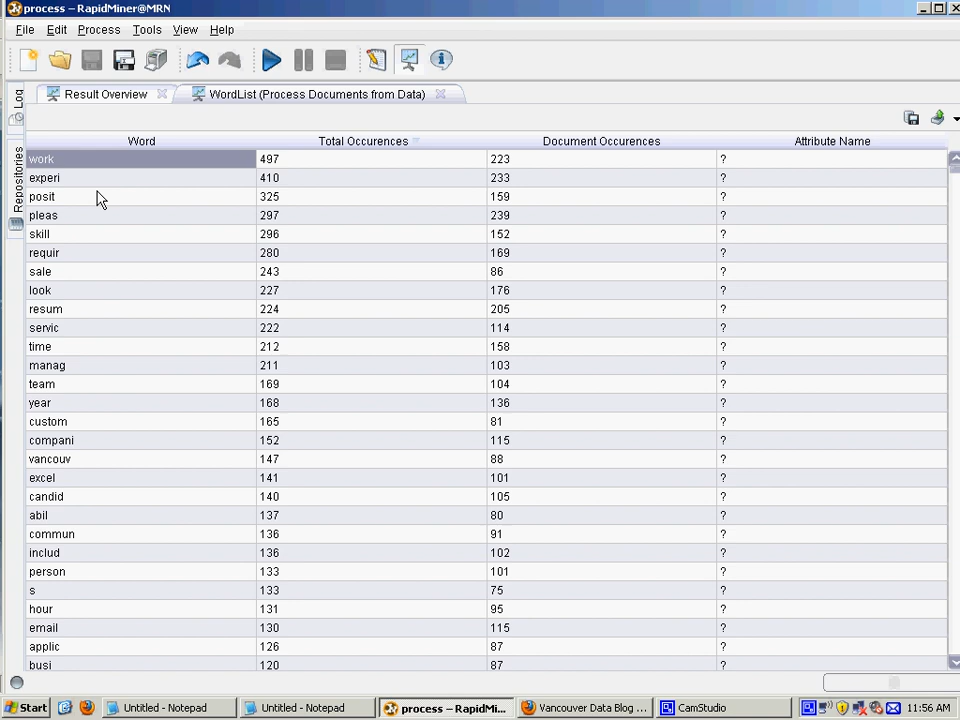 process – RapidMiner@MRN
File Edit Process Tools View Help
Result Overview WordList (Process Documents from Data)
Log
Repositories
Word Total Occurences Document Occurences Attribute Name
work 497 223 ?
experi 410 233 ?
posit 325 159 ?
pleas 297 239 ?
skill 296 152 ?
requir 280 169 ?
sale 243 86 ?
look 227 176 ?
resum 224 205 ?
servic 222 114 ?
time 212 158 ?
manag 211 103 ?
team 169 104 ?
year 168 136 ?
custom 165 81 ?
compani 152 115 ?
vancouv 147 88 ?
excel 141 101 ?
candid 140 105 ?
abil 137 80 ?
commun 136 91 ?
includ 136 102 ?
person 133 101 ?
s 133 75 ?
hour 131 95 ?
email 130 115 ?
applic 126 87 ?
busi 120 87 ?
Start Untitled - Notepad Untitled - Notepad process – RapidMi... Vancouver Data Blog ... CamStudio 11:56 AM